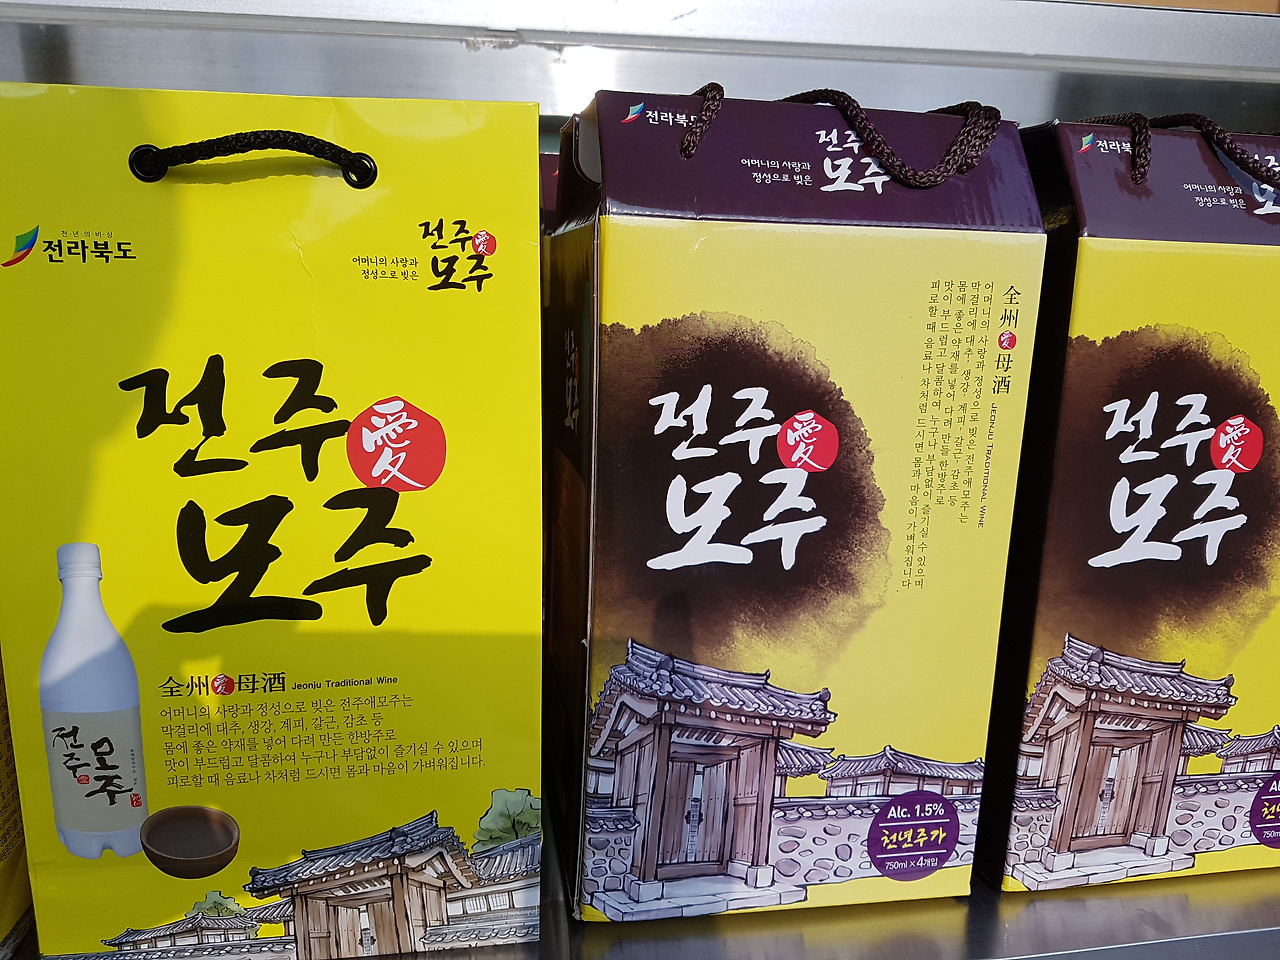 천·년·의·비·상
전라북도
어머니의 사랑과
정성으로 빚은
전주
愛
모주
전주
愛
모주
전주
愛
모주
全州愛母酒 Jeonju Traditional Wine
어머니의 사랑과 정성으로 빚은 전주애모주는
막걸리에 대추, 생강, 계피, 갈근, 감초 등
몸에 좋은 약재를 넣어 다려 만든 한방주로
맛이 부드럽고 달콤하여 누구나 부담없이 즐기실 수 있으며
피로할 때 음료나 차처럼 드시면 몸과 마음이 가벼워집니다.
전라북도
어머니의 사랑과
정성으로 빚은
전주
모주
全州愛母酒 JEONJU TRADITIONAL WINE
어머니의 사랑과 정성으로 빚은 전주애모주는
막걸리에 대추, 생강, 계피, 갈근, 감초 등
몸에 좋은 약재를 넣어 다려 만든 한방주로
맛이 부드럽고 달콤하여 누구나 부담없이 즐기실 수 있으며
피로할 때 음료나 차처럼 드시면 몸과 마음이 가벼워집니다.
전주
愛
모주
Alc. 1.5%
천년주가
750ml × 4개입
전라북도
어머니의 사랑과
정성으로 빚은
전주
愛
모주
750ml